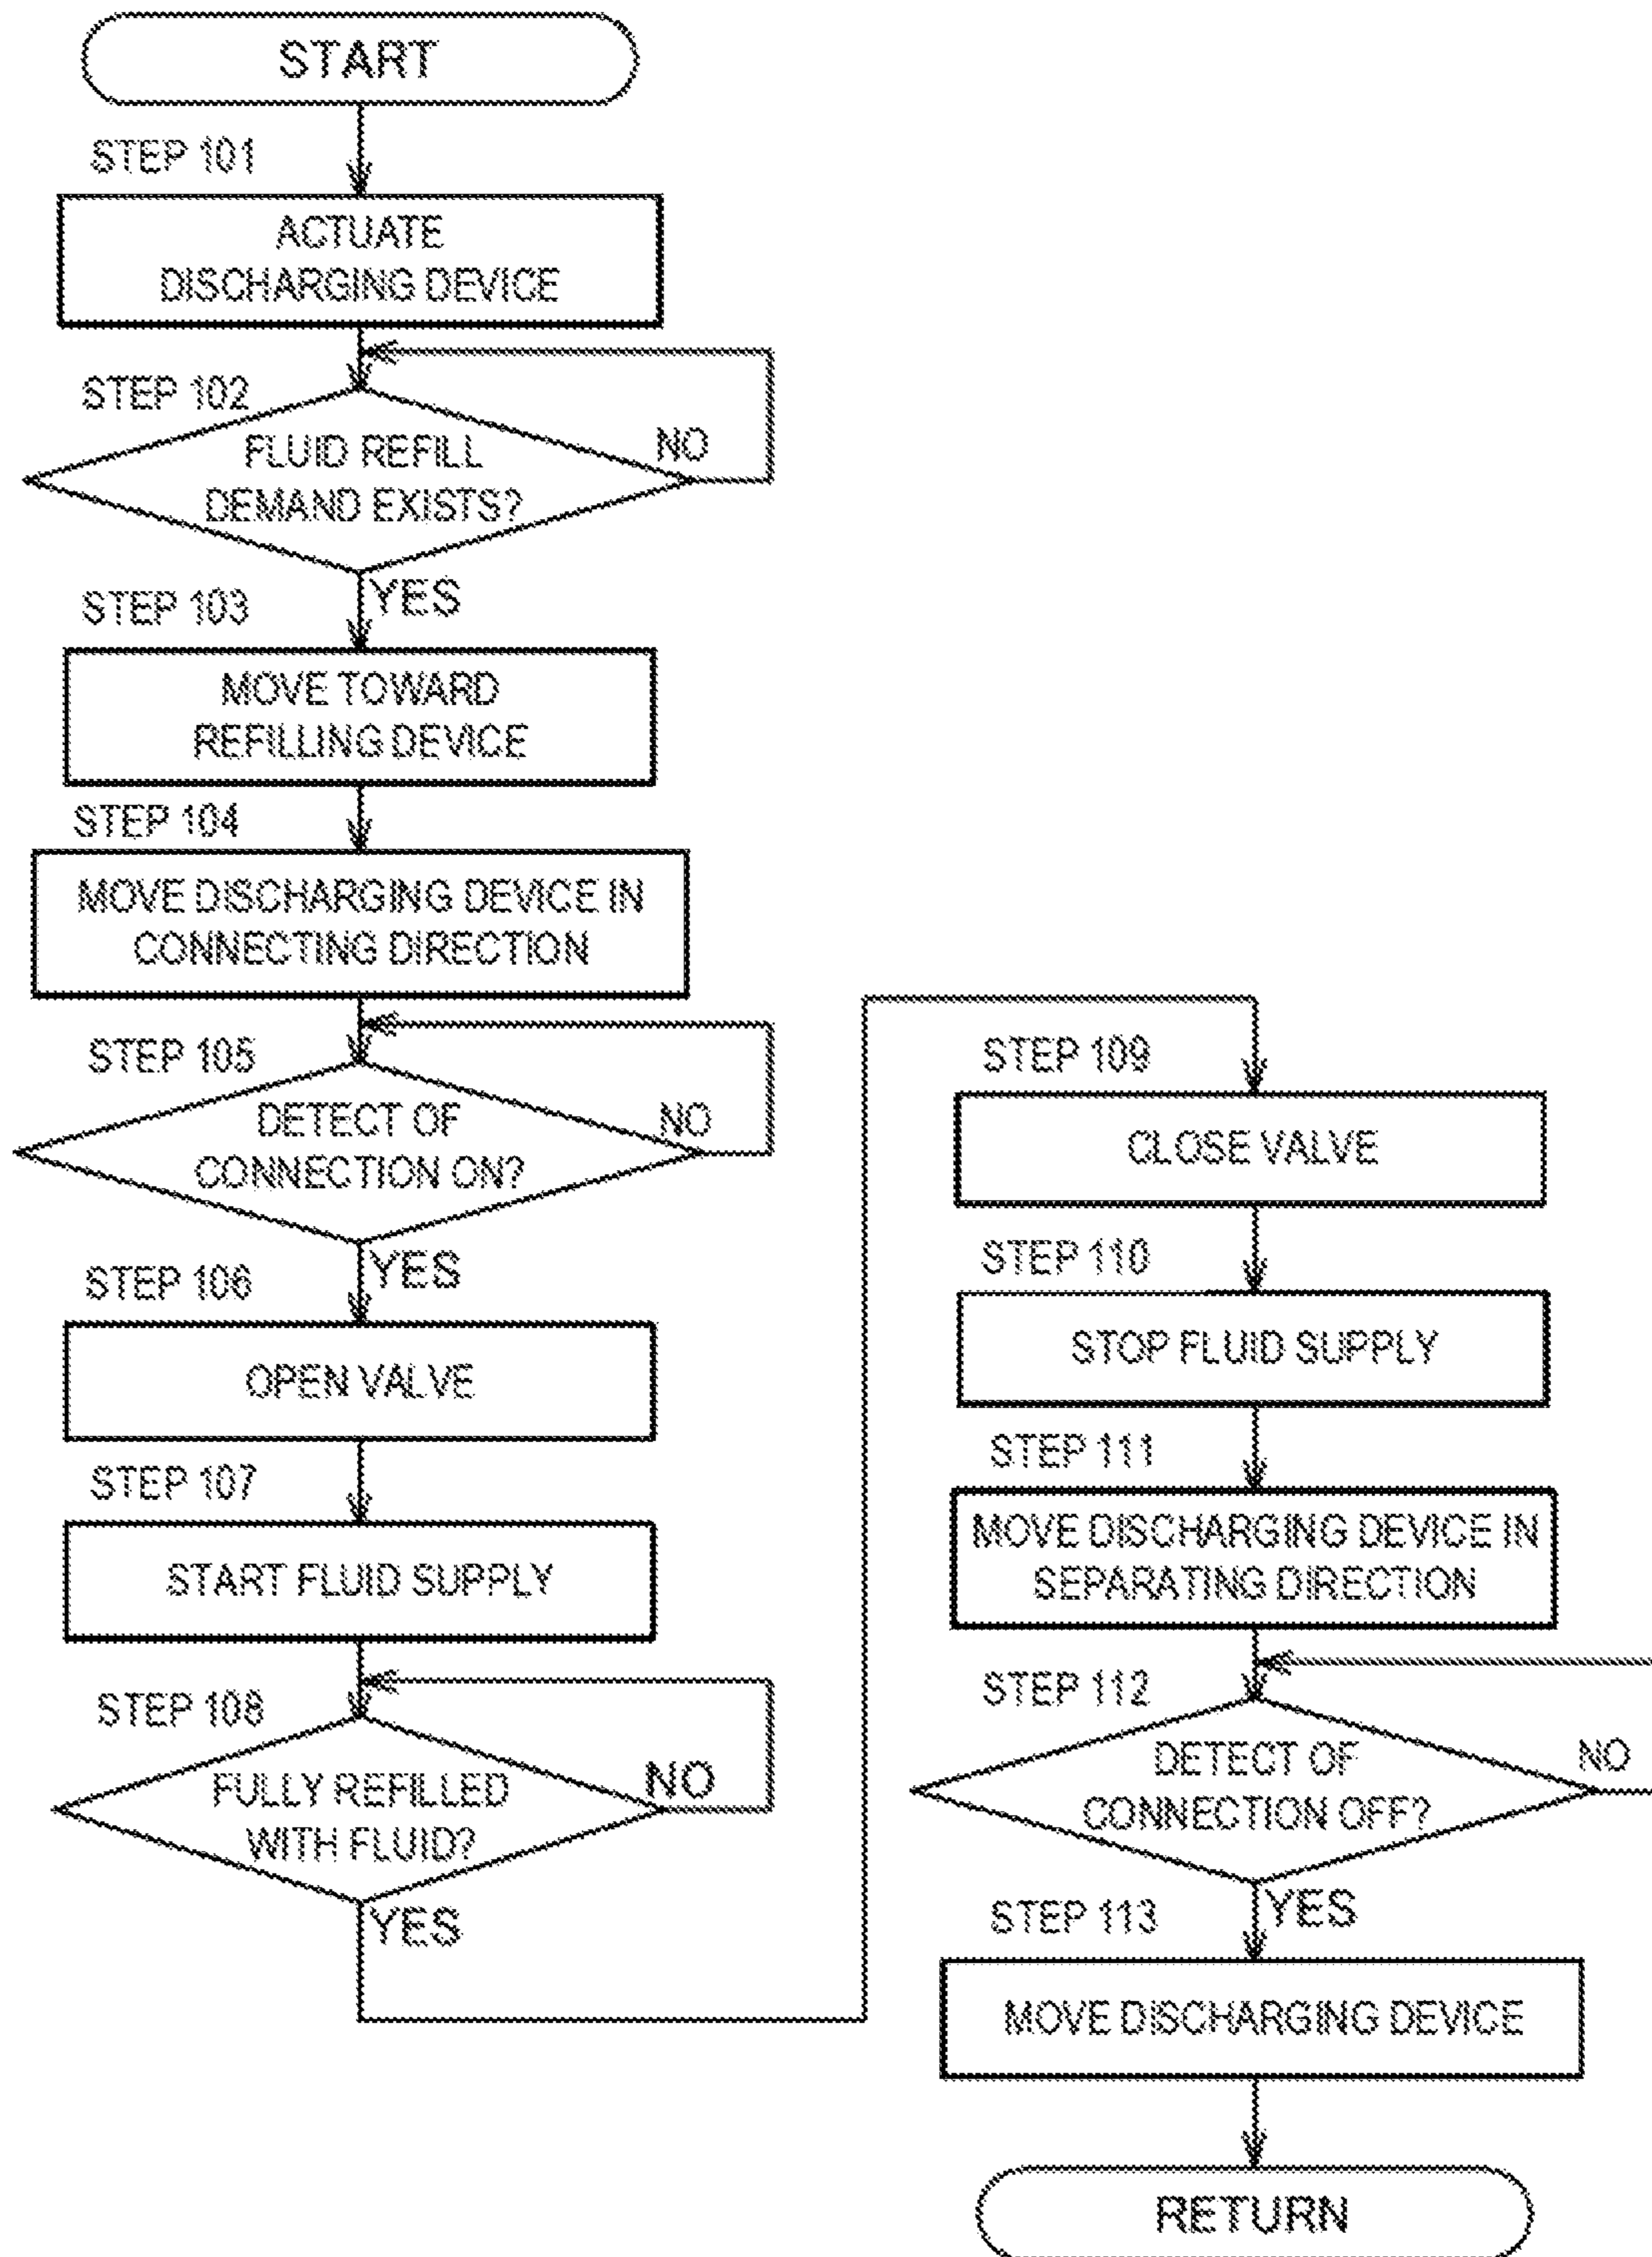 START
STEP 101
ACTUATE
DISCHARGING DEVICE
STEP 102
FLUID REFILL
DEMAND EXISTS?
NO
YES
STEP 103
MOVE TOWARD
REFILLING DEVICE
STEP 104
MOVE DISCHARGING DEVICE IN
CONNECTING DIRECTION
STEP 105
DETECT OF
CONNECTION ON?
NO
YES
STEP 106
OPEN VALVE
STEP 107
START FLUID SUPPLY
STEP 108
FULLY REFILLED
WITH FLUID?
NO
YES
STEP 109
CLOSE VALVE
STEP 110
STOP FLUID SUPPLY
STEP 111
MOVE DISCHARGING DEVICE IN
SEPARATING DIRECTION
STEP 112
DETECT OF
CONNECTION OFF?
NO
YES
STEP 113
MOVE DISCHARGING DEVICE
RETURN